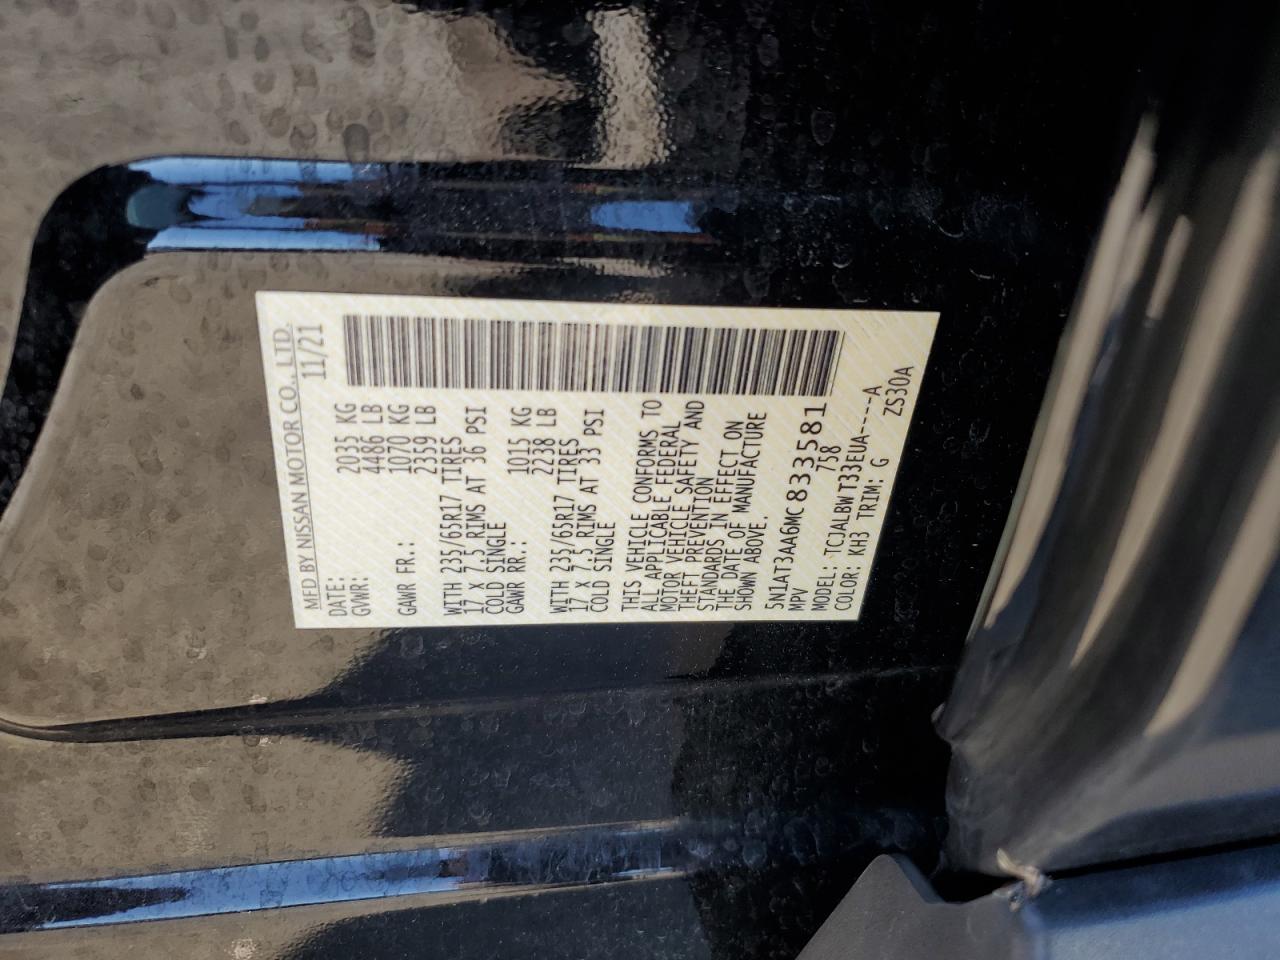 MFD BY NISSAN MOTOR CO., LTD.
DATE: 11/21
GVWR: 2035 KG
4486 LB
GAWR FR.: 1070 KG
2359 LB
WITH 235/65R17 TIRES
17 X 7.5 RIMS AT 36 PSI
COLD SINGLE
GAWR RR.: 1015 KG
2238 LB
WITH 235/65R17 TIRES
17 X 7.5 RIMS AT 33 PSI
COLD SINGLE
THIS VEHICLE CONFORMS TO
ALL APPLICABLE FEDERAL
MOTOR VEHICLE SAFETY AND
THEFT PREVENTION
STANDARDS IN EFFECT ON
THE DATE OF MANUFACTURE
SHOWN ABOVE.
5N1AT3AA6MC833581
MPV 758
MODEL: TCJALBW T33EUA-----A
COLOR: KH3 TRIM: G ZS30A